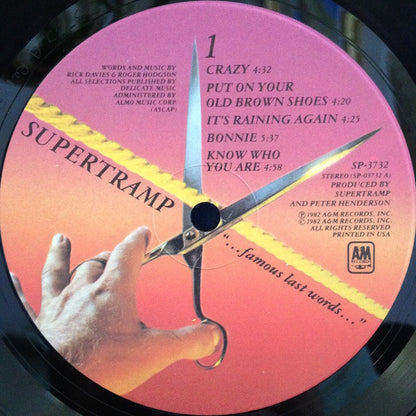 WORDS AND MUSIC BY
RICK DAVIES & ROGER HODGSON
ALL SELECTIONS PUBLISHED BY
DELICATE MUSIC
ADMINISTERED BY
ALMO MUSIC CORP.
(ASCAP)
1
CRAZY 4:32
PUT ON YOUR
OLD BROWN SHOES 4:20
IT'S RAINING AGAIN 4:25
BONNIE 5:37
KNOW WHO
YOU ARE 4:58
SUPERTRAMP
SP-3732
STEREO (SP-03732 A)
PRODUCED BY
SUPERTRAMP
AND PETER HENDERSON
℗ 1982 A&M RECORDS, INC.
© 1982 A&M RECORDS, INC.
ALL RIGHTS RESERVED
PRINTED IN USA
A&M
RECORDS
"...famous last words..."